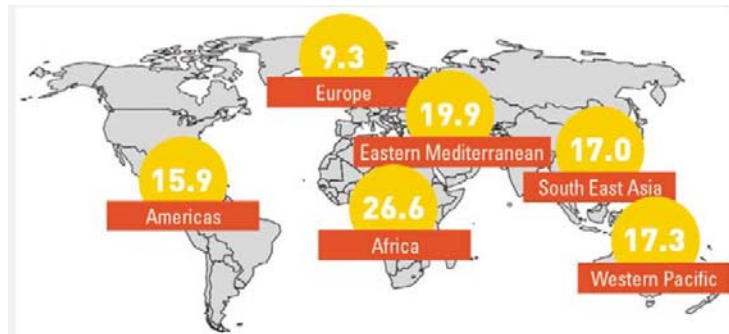 9.3
Europe
19.9
Eastern Mediterranean
17.0
South East Asia
15.9
Americas
26.6
Africa
17.3
Western Pacific